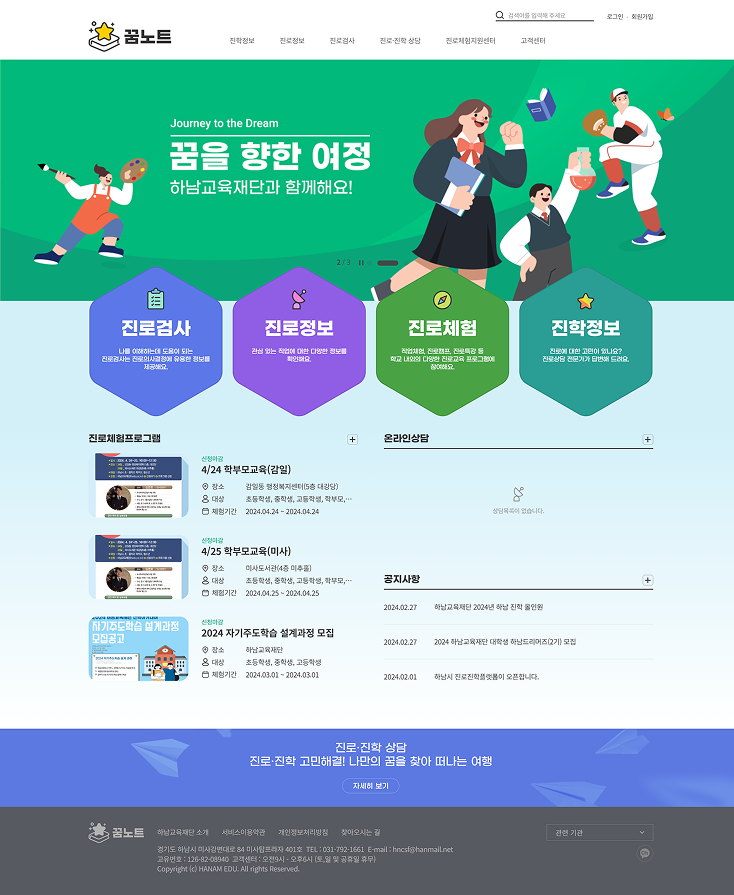 검색어를 입력해 주세요
로그인 · 회원가입
꿈노트
진학정보 진로정보 진로검사 진로·진학 상담 진로체험지원센터 고객센터
Journey to the Dream
꿈을 향한 여정
하남교육재단과 함께해요!
2 / 3
진로검사
나를 이해하는데 도움이 되는
진로검사는 진로의사결정에 유용한 정보를
제공해요.
진로정보
관심 있는 직업에 대한 다양한 정보를
확인해요.
진로체험
직업체험, 진로캠프, 진로특강 등
학교 내외의 다양한 진로교육 프로그램에
참여해요.
진학정보
진로에 대한 고민이 있나요?
진로상담 전문가가 답변해 드려요.
진로체험프로그램
신청마감
4/24 학부모교육(감일)
장소 감일동 행정복지센터(5층 대강당)
대상 초등학생, 중학생, 고등학생, 학부모,...
체험기간 2024.04.24 ~ 2024.04.24
신청마감
4/25 학부모교육(미사)
장소 미사도서관(4층 미추홀)
대상 초등학생, 중학생, 고등학생, 학부모,...
체험기간 2024.04.25 ~ 2024.04.25
자기주도학습 설계과정
모집공고
신청마감
2024 자기주도학습 설계과정 모집
장소 하남교육재단
대상 초등학생, 중학생, 고등학생
체험기간 2024.03.01 ~ 2024.03.01
온라인상담
상담목록이 없습니다.
공지사항
2024.02.27 하남교육재단 2024년 하남 진학 올인원
2024.02.27 2024 하남교육재단 대학생 하남드리머즈(2기) 모집
2024.02.01 하남시 진로진학플랫폼이 오픈합니다.
진로·진학 상담
진로·진학 고민해결! 나만의 꿈을 찾아 떠나는 여행
자세히 보기
꿈노트
하남교육재단 소개 서비스이용약관 개인정보처리방침 찾아오시는 길
관련 기관
경기도 하남시 미사강변대로 84 미사탑프라자 401호 TEL : 031-792-1661 E-mail : hncsf@hanmail.net
고유번호 : 126-82-08940 고객센터 : 오전9시 - 오후6시 (토,일 및 공휴일 휴무)
Copyright (c) HANAM EDU. All rights Reserved.